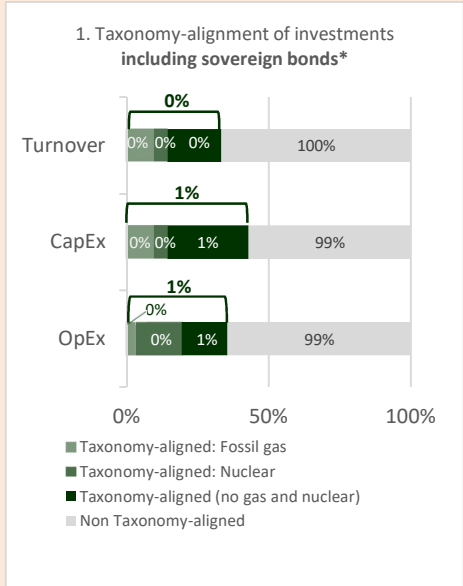 1. Taxonomy-alignment of investments
including sovereign bonds*
0%
Turnover 0% 0% 0% 100%
1%
CapEx 0% 0% 1% 99%
1%
0%
OpEx 0% 1% 99%
0% 50% 100%
Taxonomy-aligned: Fossil gas
Taxonomy-aligned: Nuclear
Taxonomy-aligned (no gas and nuclear)
Non Taxonomy-aligned